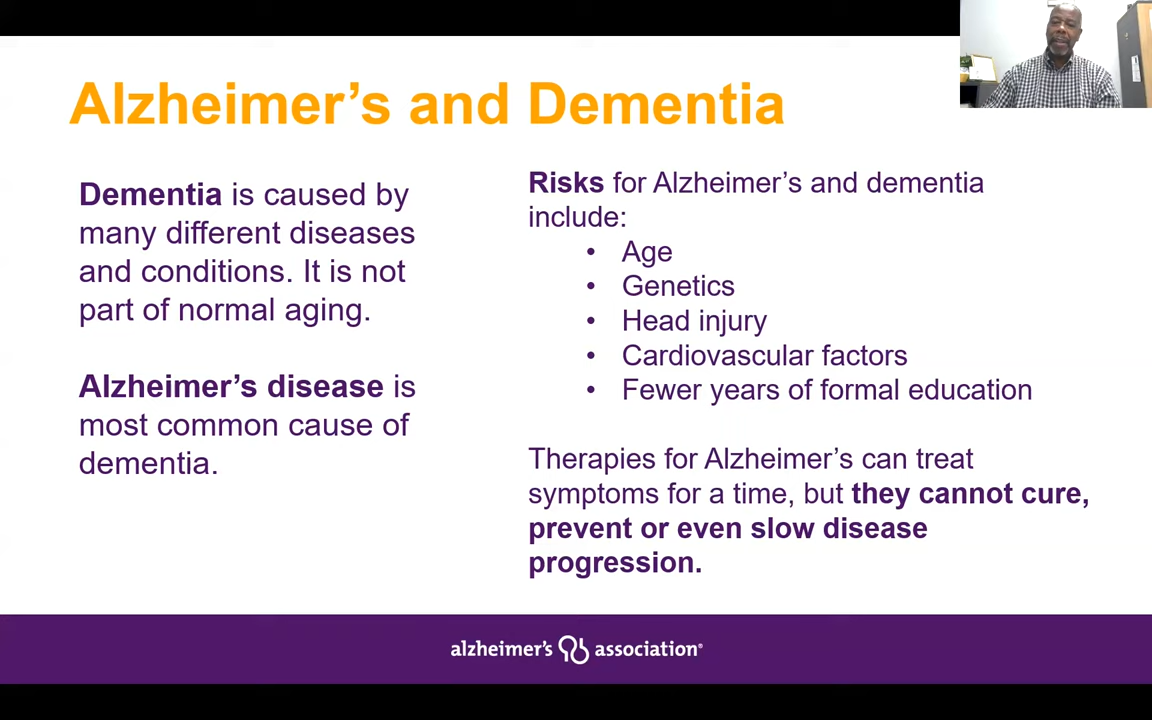 Alzheimer’s and Dementia
Dementia is caused by
many different diseases
and conditions. It is not
part of normal aging.
Alzheimer’s disease is
most common cause of
dementia.
Risks for Alzheimer’s and dementia
include:
• Age
• Genetics
• Head injury
• Cardiovascular factors
• Fewer years of formal education
Therapies for Alzheimer’s can treat
symptoms for a time, but they cannot cure,
prevent or even slow disease
progression.
alzheimer’s association®